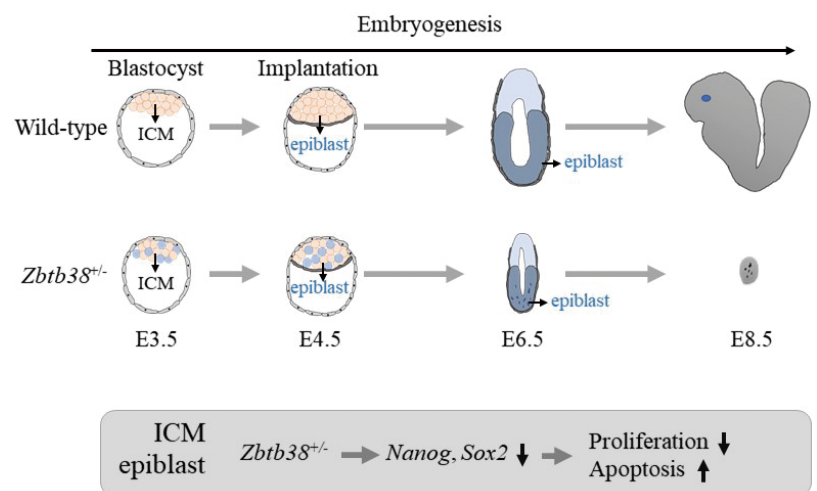 Embryogenesis
Blastocyst Implantation
Wild-type
ICM
epiblast
epiblast
Zbtb38+/-
ICM
epiblast
epiblast
E3.5 E4.5 E6.5 E8.5
ICM
epiblast
Zbtb38+/- Nanog, Sox2
Proliferation
Apoptosis